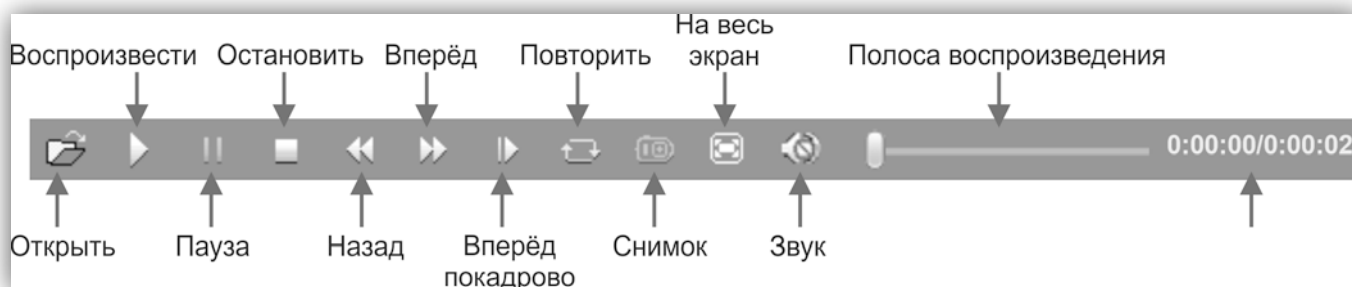 На весь
экран
Воспроизвести Остановить Вперёд Повторить Полоса воспроизведения
0:00:00/0:00:02
Открыть Пауза Назад Вперёд Снимок Звук
покадрово